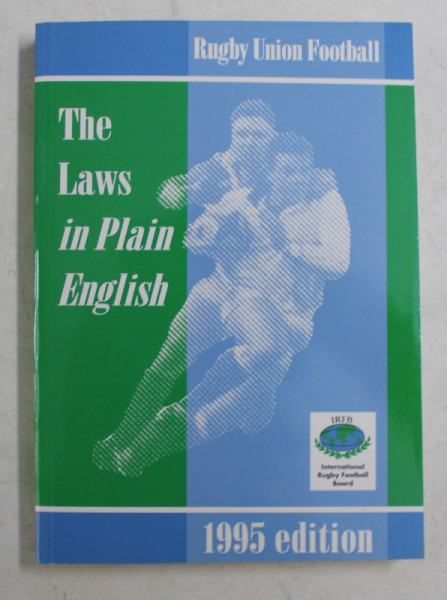 Rugby Union Football
The
Laws
in Plain
English
IRFB
International
Rugby Football
Board
1995 edition